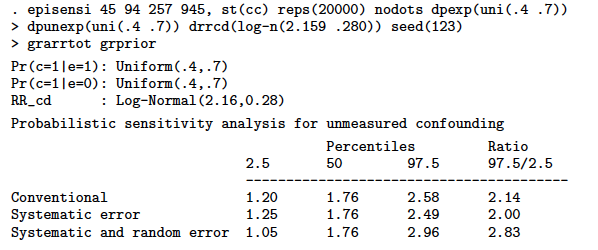 . episensi 45 94 257 945, st(cc) reps(20000) nodots dpexp(uni(.4 .7))
> dpunexp(uni(.4 .7)) drrcd(log-n(2.159 .280)) seed(123)
> grarrtot grprior
Pr(c=1|e=1): Uniform(.4,.7)
Pr(c=1|e=0): Uniform(.4,.7)
RR_cd : Log-Normal(2.16,0.28)
Probabilistic sensitivity analysis for unmeasured confounding
Percentiles Ratio
2.5 50 97.5 97.5/2.5
----------------------------------------
Conventional 1.20 1.76 2.58 2.14
Systematic error 1.25 1.76 2.49 2.00
Systematic and random error 1.05 1.76 2.96 2.83